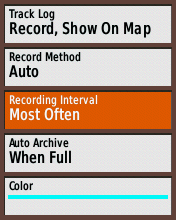 Track Log
Record, Show On Map
Record Method
Auto
Recording Interval
Most Often
Auto Archive
When Full
Color